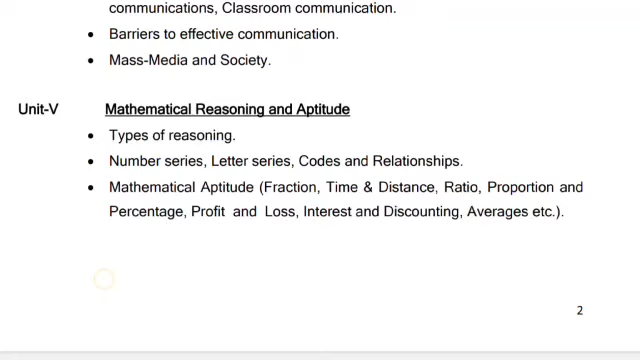 communications, Classroom communication.
• Barriers to effective communication.
• Mass-Media and Society.
Unit-V Mathematical Reasoning and Aptitude
• Types of reasoning.
• Number series, Letter series, Codes and Relationships.
• Mathematical Aptitude (Fraction, Time & Distance, Ratio, Proportion and
Percentage, Profit and Loss, Interest and Discounting, Averages etc.).
2